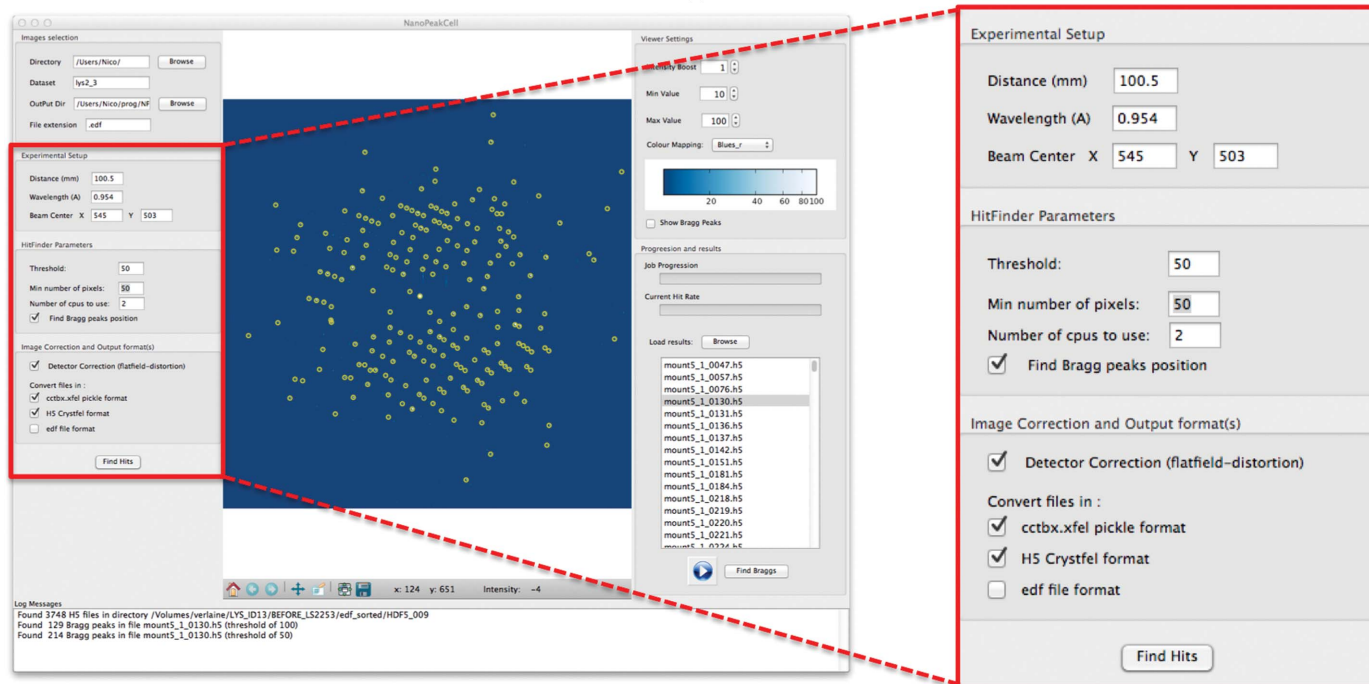 NanoPeakCell
Images selection
Directory /Users/Nico/ Browse
Dataset lys2_3
OutPut Dir /Users/Nico/prog/NF Browse
File extension .edf
Experimental Setup
Distance (mm) 100.5
Wavelength (A) 0.954
Beam Center X 545 Y 503
HitFinder Parameters
Threshold: 50
Min number of pixels: 50
Number of cpus to use: 2
Find Bragg peaks position
Image Correction and Output format(s)
Detector Correction (flatfield-distortion)
Convert files in :
cctbx.xfel pickle format
H5 Crystfel format
edf file format
Find Hits
x: 124 y: 651 Intensity: -4
Viewer Settings
Boost 1
Min Value 10
Max Value 100
Colour Mapping: Blues_r
20 40 60 80 100
Show Bragg Peaks
Progression and results
Job Progression
Current Hit Rate
Load results: Browse
mount5_1_0047.h5
mount5_1_0057.h5
mount5_1_0076.h5
mount5_1_0130.h5
mount5_1_0131.h5
mount5_1_0136.h5
mount5_1_0137.h5
mount5_1_0142.h5
mount5_1_0151.h5
mount5_1_0181.h5
mount5_1_0184.h5
mount5_1_0218.h5
mount5_1_0219.h5
mount5_1_0220.h5
mount5_1_0221.h5
mount5_1_0224.h5
Find Braggs
Log Messages
Found 3748 H5 files in directory /Volumes/verlaine/LYS_ID13/BEFORE_LS2253/edf_sorted/HDF5_009
Found 129 Bragg peaks in file mount5_1_0130.h5 (threshold of 100)
Found 214 Bragg peaks in file mount5_1_0130.h5 (threshold of 50)
Experimental Setup
Distance (mm) 100.5
Wavelength (A) 0.954
Beam Center X 545 Y 503
HitFinder Parameters
Threshold: 50
Min number of pixels: 50
Number of cpus to use: 2
Find Bragg peaks position
Image Correction and Output format(s)
Detector Correction (flatfield-distortion)
Convert files in :
cctbx.xfel pickle format
H5 Crystfel format
edf file format
Find Hits